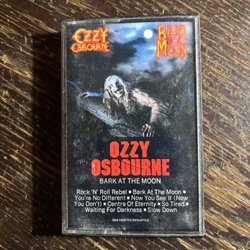 OZZY OSBOURNE
BARK AT THE MOON
OZZY
OSBOURNE
BARK AT THE MOON
Rock 'N' Roll Rebel • Bark At The Moon •
You're No Different • Now You See It (Now
You Don't) • Centre Of Eternity • So Tired •
Waiting For Darkness • Slow Down